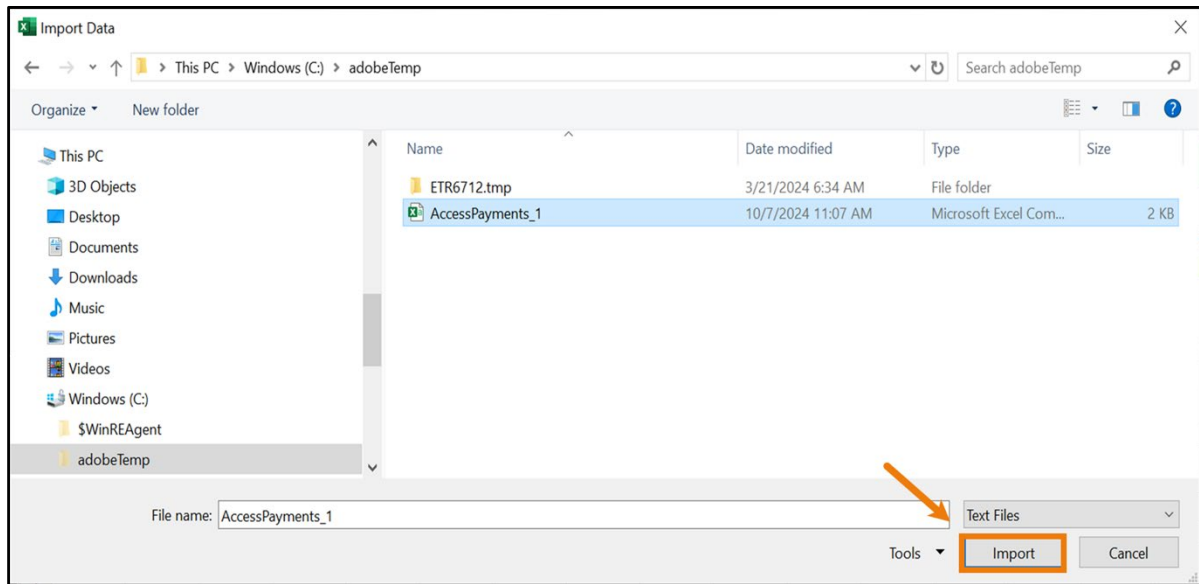 Import Data
This PC > Windows (C:) > adobeTemp
Search adobeTemp
Organize
New folder
This PC
3D Objects
Desktop
Documents
Downloads
Music
Pictures
Videos
Windows (C:)
$WinREAgent
adobeTemp
Name Date modified Type Size
ETR6712.tmp 3/21/2024 6:34 AM File folder
AccessPayments_1 10/7/2024 11:07 AM Microsoft Excel Com... 2 KB
File name: AccessPayments_1
Text Files
Tools
Import
Cancel